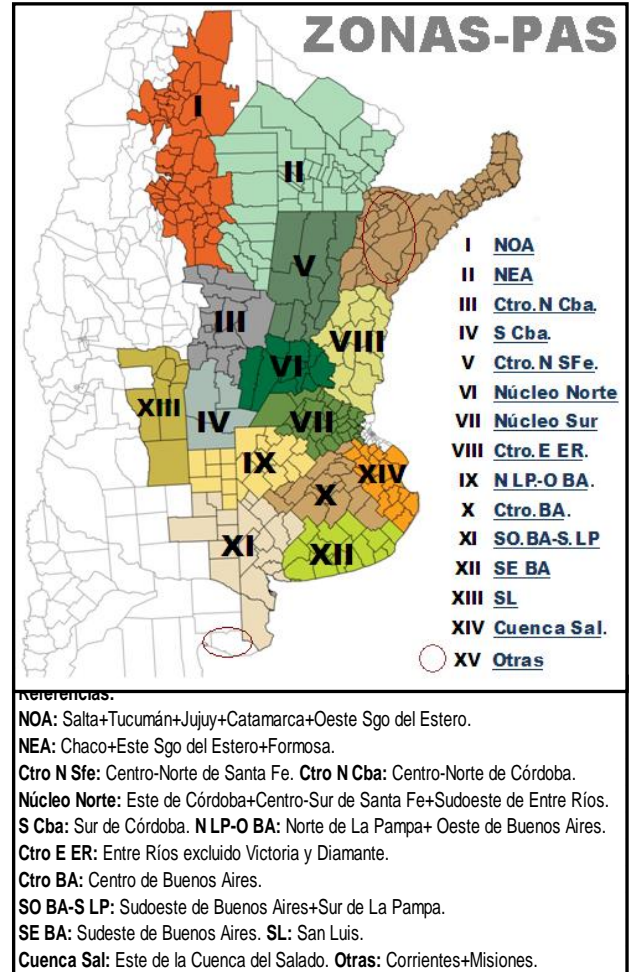 ZONAS-PAS
I
II
V
III
VIII
VI
XIII
IV
VII
IX
XIV
X
XI
XII
I NOA
II NEA
III Ctro.N Cba.
IV S Cba.
V Ctro.N SFe.
VI Núcleo Norte
VII Núcleo Sur
VIII Ctro.E ER.
IX N LP.-O BA.
X Ctro.BA.
XI SO.BA-S.LP
XII SE BA
XIII SL
XIV Cuenca Sal.
XV Otras
Referencias:
NOA: Salta+Tucumán+Jujuy+Catamarca+Oeste Sgo del Estero.
NEA: Chaco+Este Sgo del Estero+Formosa.
Ctro N Sfe: Centro-Norte de Santa Fe. Ctro N Cba: Centro-Norte de Córdoba.
Núcleo Norte: Este de Córdoba+Centro-Sur de Santa Fe+Sudoeste de Entre Ríos.
S Cba: Sur de Córdoba. N LP-O BA: Norte de La Pampa+ Oeste de Buenos Aires.
Ctro E ER: Entre Ríos excluido Victoria y Diamante.
Ctro BA: Centro de Buenos Aires.
SO BA-S LP: Sudoeste de Buenos Aires+Sur de La Pampa.
SE BA: Sudeste de Buenos Aires. SL: San Luis.
Cuenca Sal: Este de la Cuenca del Salado. Otras: Corrientes+Misiones.